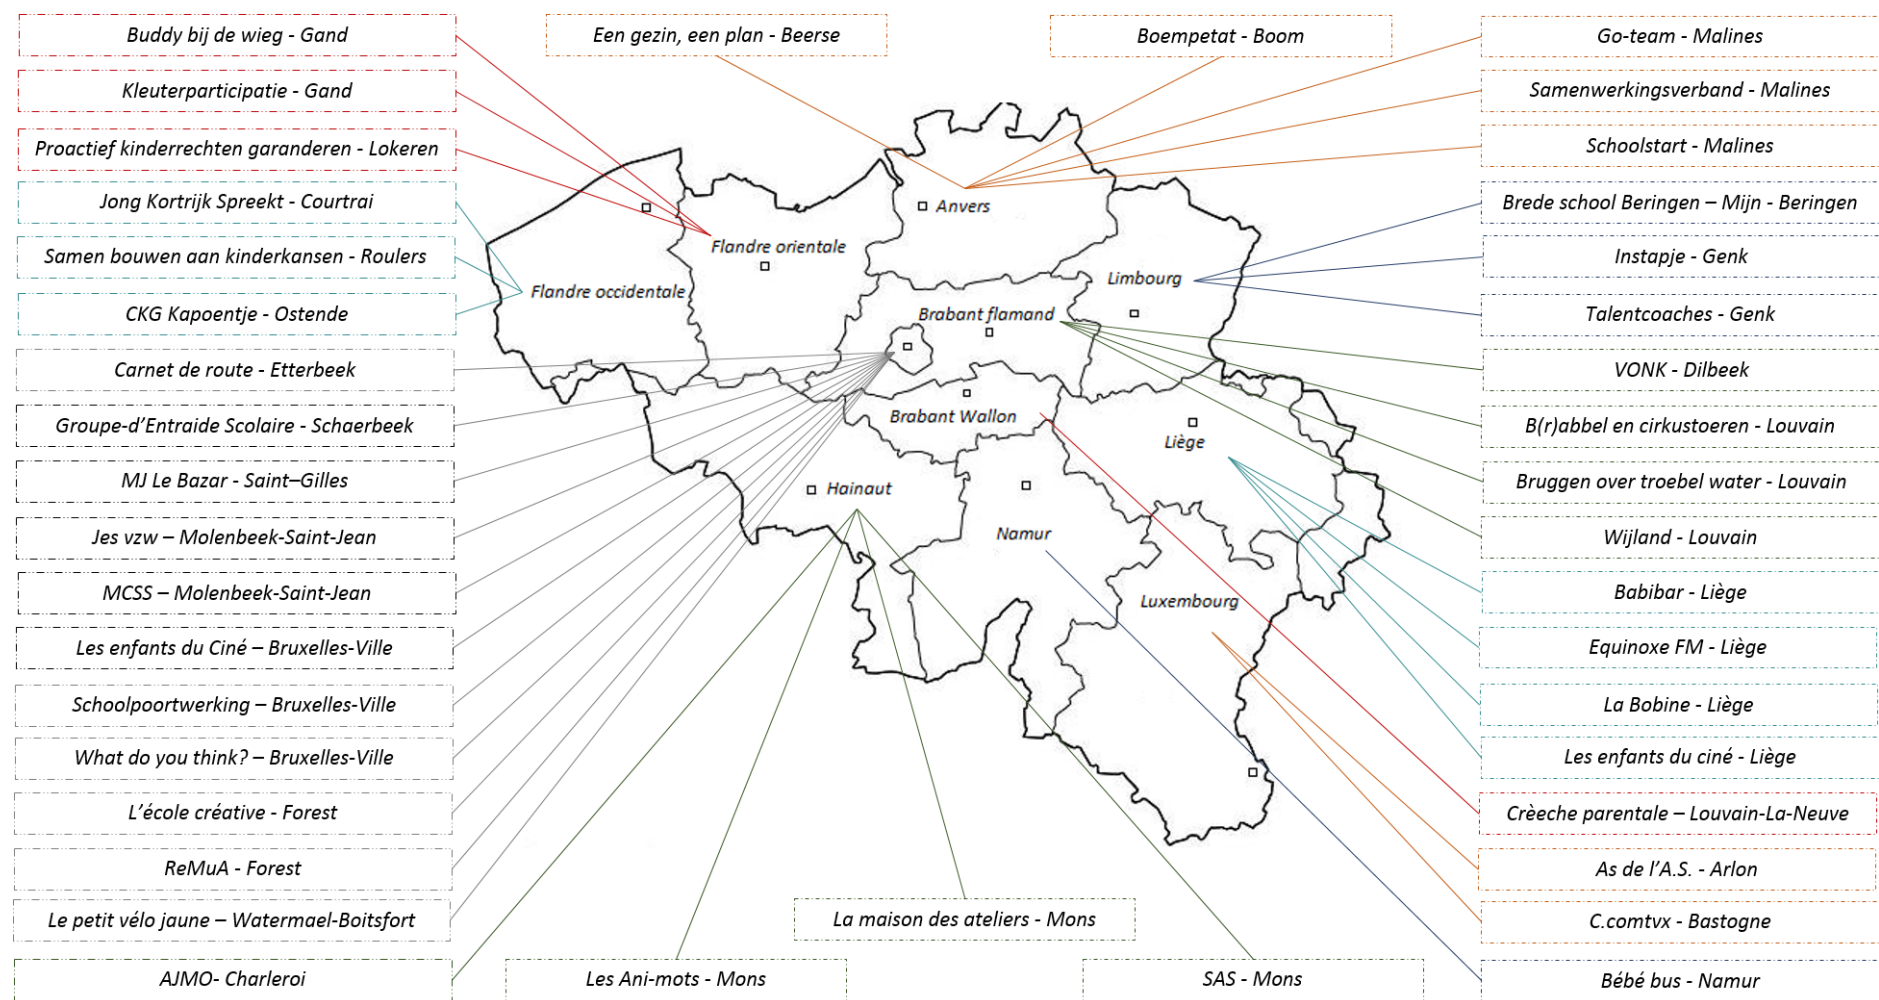 Buddy bij de wieg - Gand
Een gezin, een plan - Beerse
Boempetat - Boom
Go-team - Malines
Kleuterparticipatie - Gand
Samenwerkingsverband - Malines
Proactief kinderrechten garanderen - Lokeren
Schoolstart - Malines
Jong Kortrijk Spreekt - Courtrai
Brede school Beringen – Mijn - Beringen
Samen bouwen aan kinderkansen - Roulers
Instapje - Genk
CKG Kapoentje - Ostende
Talentcoaches - Genk
Carnet de route - Etterbeek
VONK - Dilbeek
Groupe-d’Entraide Scolaire - Schaerbeek
B(r)abbel en cirkustoeren - Louvain
MJ Le Bazar - Saint–Gilles
Bruggen over troebel water - Louvain
Jes vzw – Molenbeek-Saint-Jean
Wijland - Louvain
MCSS – Molenbeek-Saint-Jean
Babibar - Liège
Les enfants du Ciné – Bruxelles-Ville
Equinoxe FM - Liège
Schoolpoortwerking – Bruxelles-Ville
La Bobine - Liège
What do you think? – Bruxelles-Ville
Les enfants du ciné - Liège
L’école créative - Forest
Crèeche parentale – Louvain-La-Neuve
ReMuA - Forest
As de l’A.S. - Arlon
Le petit vélo jaune – Watermael-Boitsfort
La maison des ateliers - Mons
C.comtvx - Bastogne
AJMO- Charleroi
Les Ani-mots - Mons
SAS - Mons
Bébé bus - Namur
Anvers
Flandre orientale
Flandre occidentale
Limbourg
Brabant flamand
Brabant Wallon
Liège
Hainaut
Namur
Luxembourg